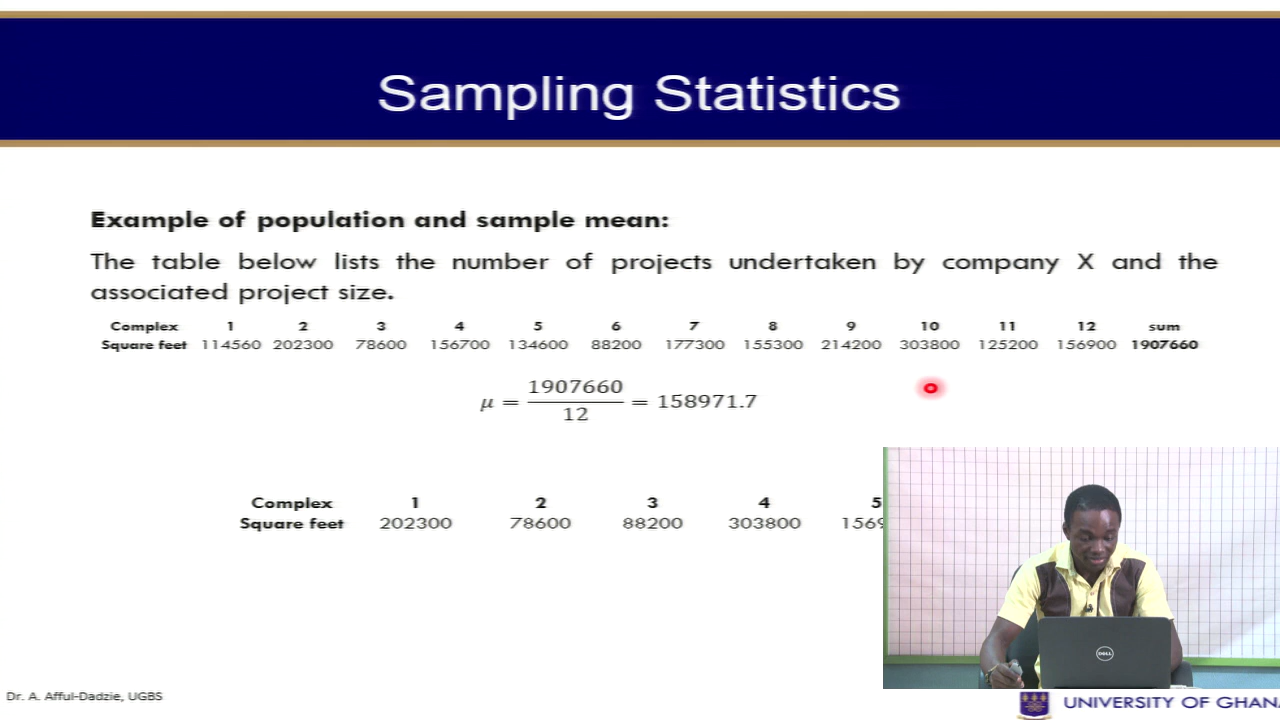 Sampling Statistics
Example of population and sample mean:
The table below lists the number of projects undertaken by company X and the
associated project size.
Complex 1 2 3 4 5 6 7 8 9 10 11 12 sum
Square feet 114560 202300 78600 156700 134600 88200 177300 155300 214200 303800 125200 156900 1907660
μ = 1907660 / 12 = 158971.7
Complex 1 2 3 4 5
Square feet 202300 78600 88200 303800 1569
DELL
Dr. A. Afful-Dadzie, UGBS
UNIVERSITY OF GHAN